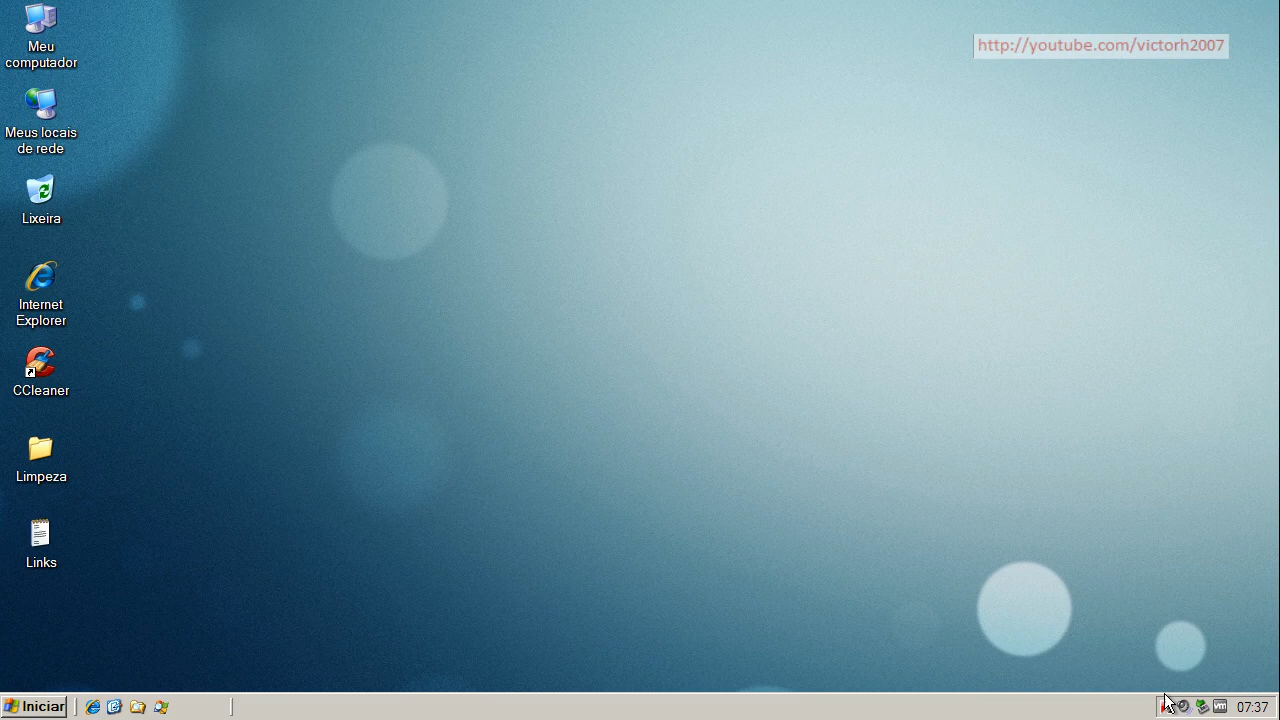 Meu
computador
http://youtube.com/victorh2007
Meus locais
de rede
Lixeira
Internet
Explorer
CCleaner
Limpeza
Links
Iniciar
vm
07:37